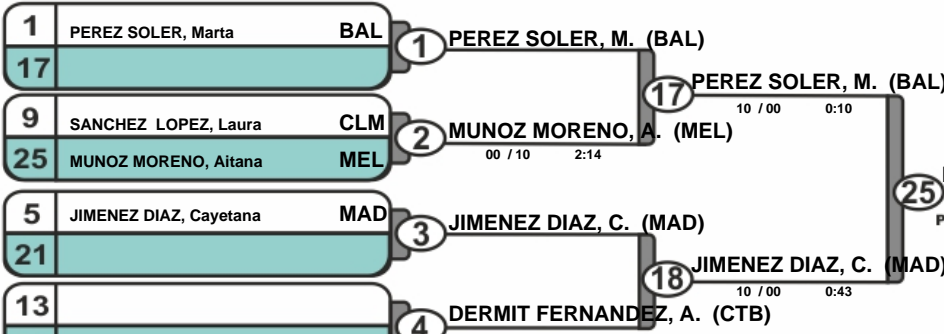 1 PEREZ SOLER, Marta BAL
17
1 PEREZ SOLER, M. (BAL)
9 SANCHEZ LOPEZ, Laura CLM
25 MUNOZ MORENO, Aitana MEL
2 MUNOZ MORENO, A. (MEL)
00 / 10 2:14
17 PEREZ SOLER, M. (BAL)
10 / 00 0:10
5 JIMENEZ DIAZ, Cayetana MAD
21
3 JIMENEZ DIAZ, C. (MAD)
13
4 DERMIT FERNANDEZ, A. (CTB)
18 JIMENEZ DIAZ, C. (MAD)
10 / 00 0:43
25